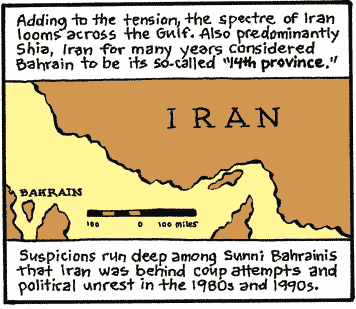 Adding to the tension, the spectre of Iran
looms across the Gulf. Also predominantly
Shia, Iran for many years considered
Bahrain to be its so-called "14th province."
IRAN
BAHRAIN
100 0 100 miles
Suspicions run deep among Sunni Bahrainis
that Iran was behind coup attempts and
political unrest in the 1980s and 1990s.